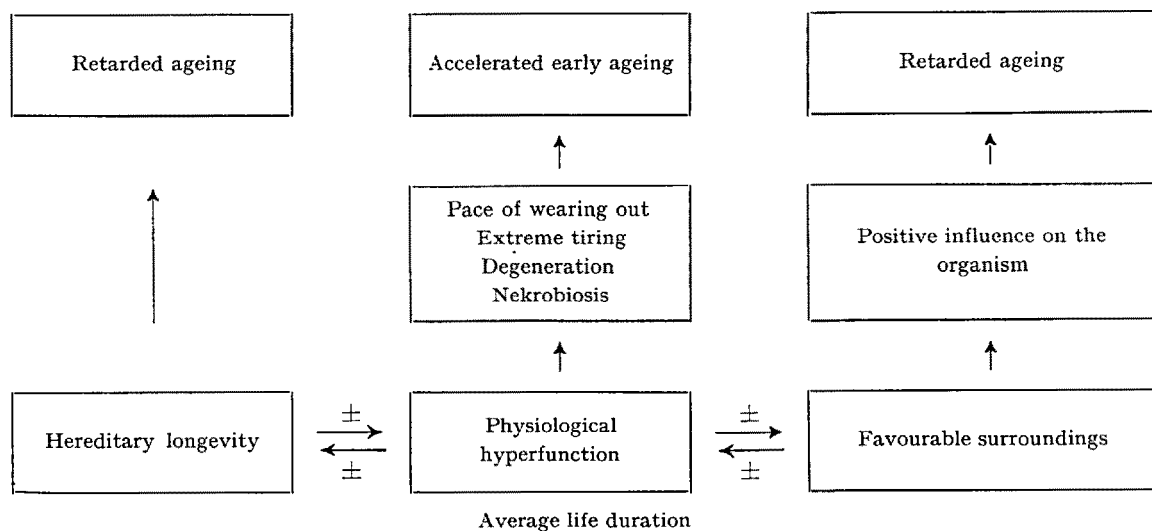 Retarded ageing
Accelerated early ageing
Retarded ageing
Pace of wearing out
Extreme tiring
Degeneration
Nekrobiosis
Positive influence on the
organism
Hereditary longevity
±
±
Physiological
hyperfunction
±
±
Favourable surroundings
Average life duration